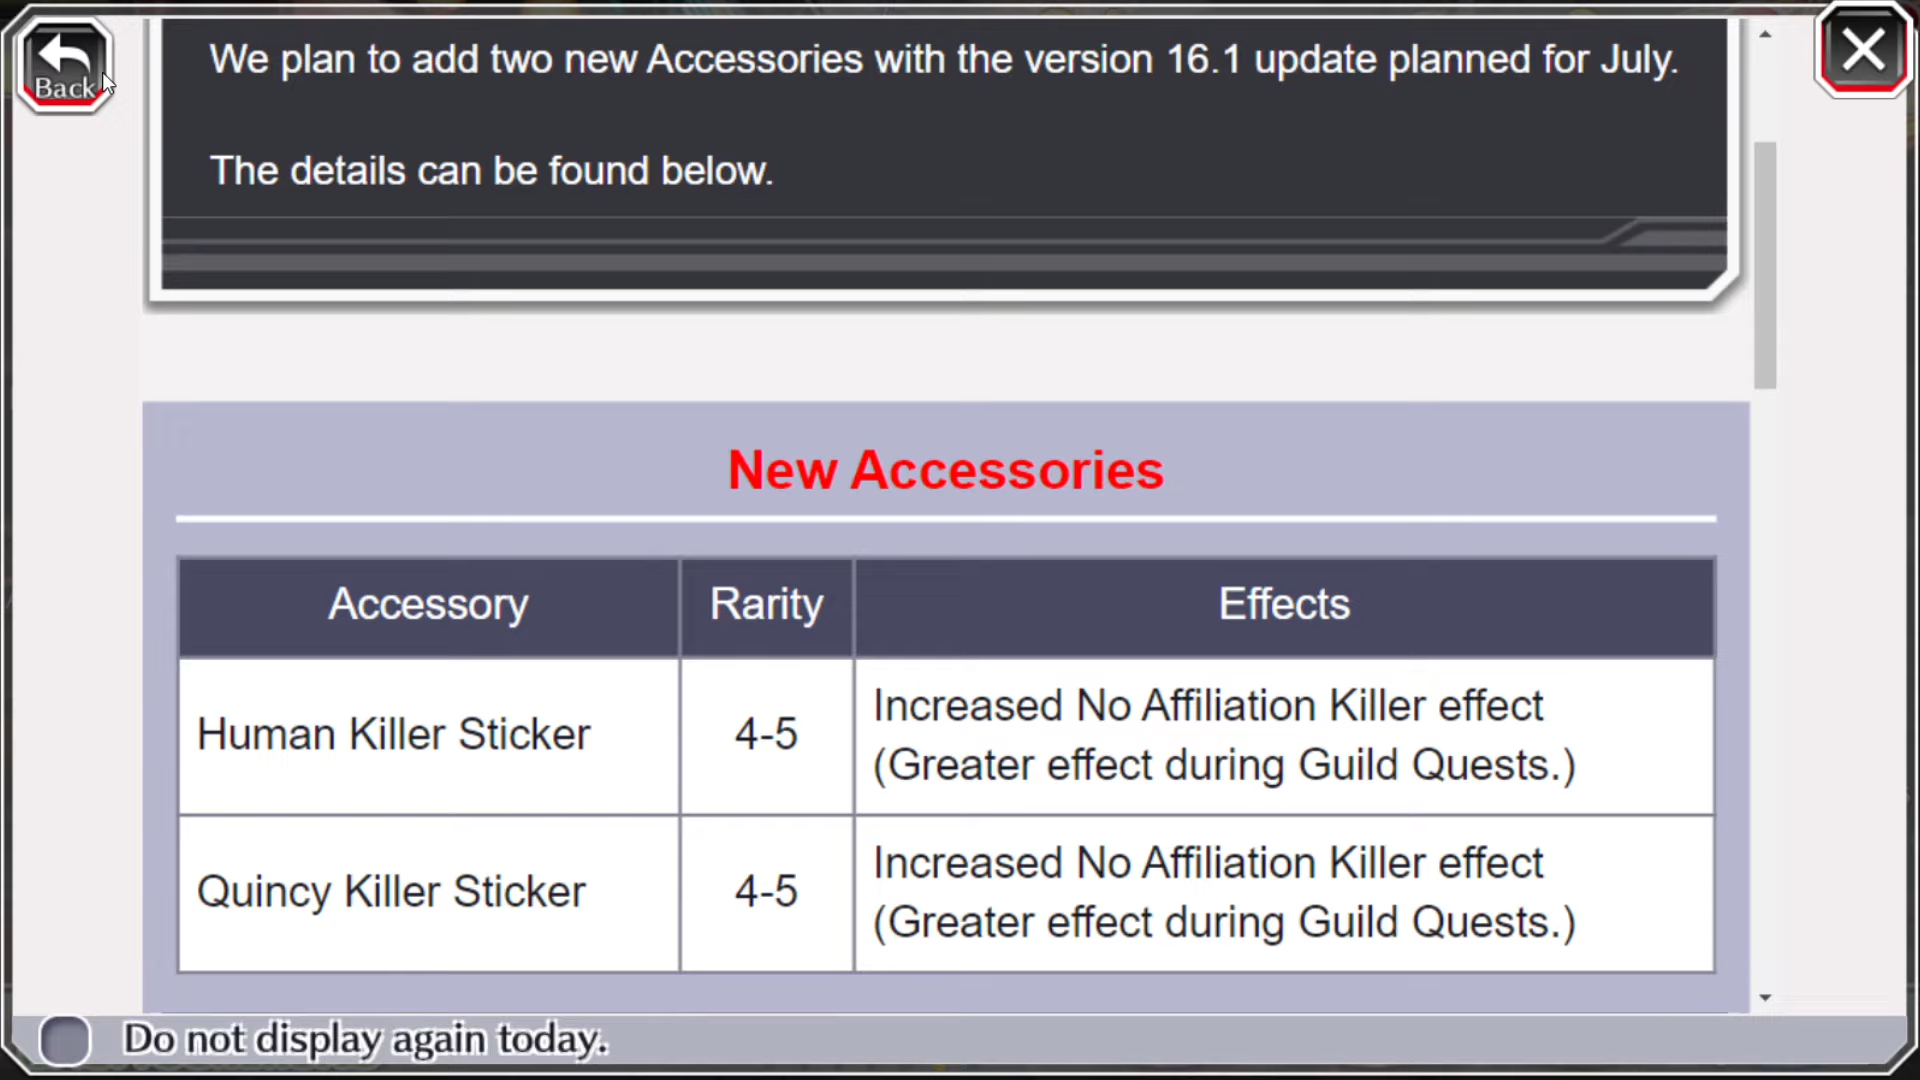 Back
We plan to add two new Accessories with the version 16.1 update planned for July.
The details can be found below.
New Accessories
Accessory Rarity Effects
Human Killer Sticker 4-5 Increased No Affiliation Killer effect
(Greater effect during Guild Quests.)
Quincy Killer Sticker 4-5 Increased No Affiliation Killer effect
(Greater effect during Guild Quests.)
Do not display again today.